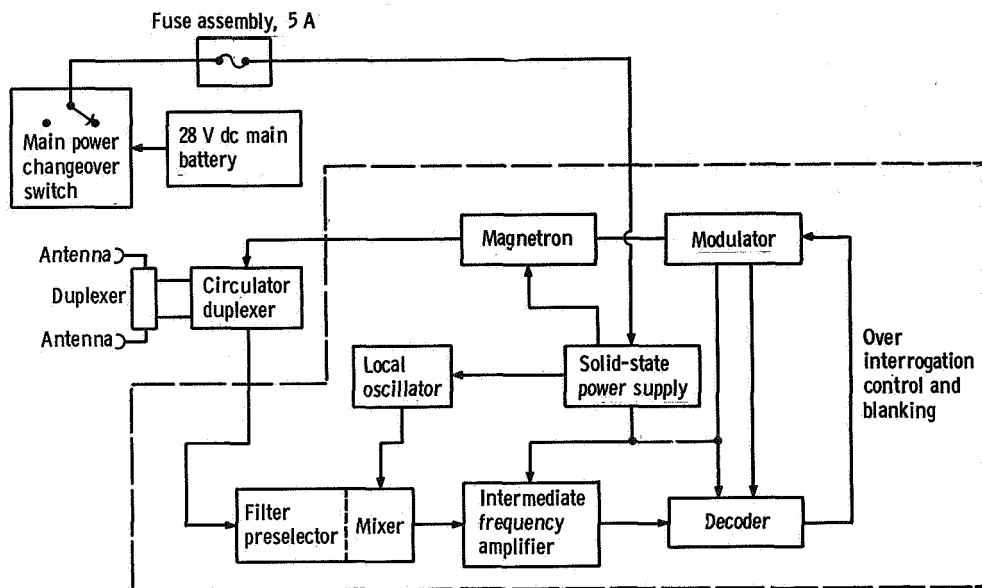 Fuse assembly, 5 A
Main power
changeover
switch
28 V dc main
battery
Antenna
Duplexer
Antenna
Circulator
duplexer
Magnetron
Modulator
Local
oscillator
Solid-state
power supply
Over
interrogation
control and
blanking
Filter
preselector
Mixer
Intermediate
frequency
amplifier
Decoder